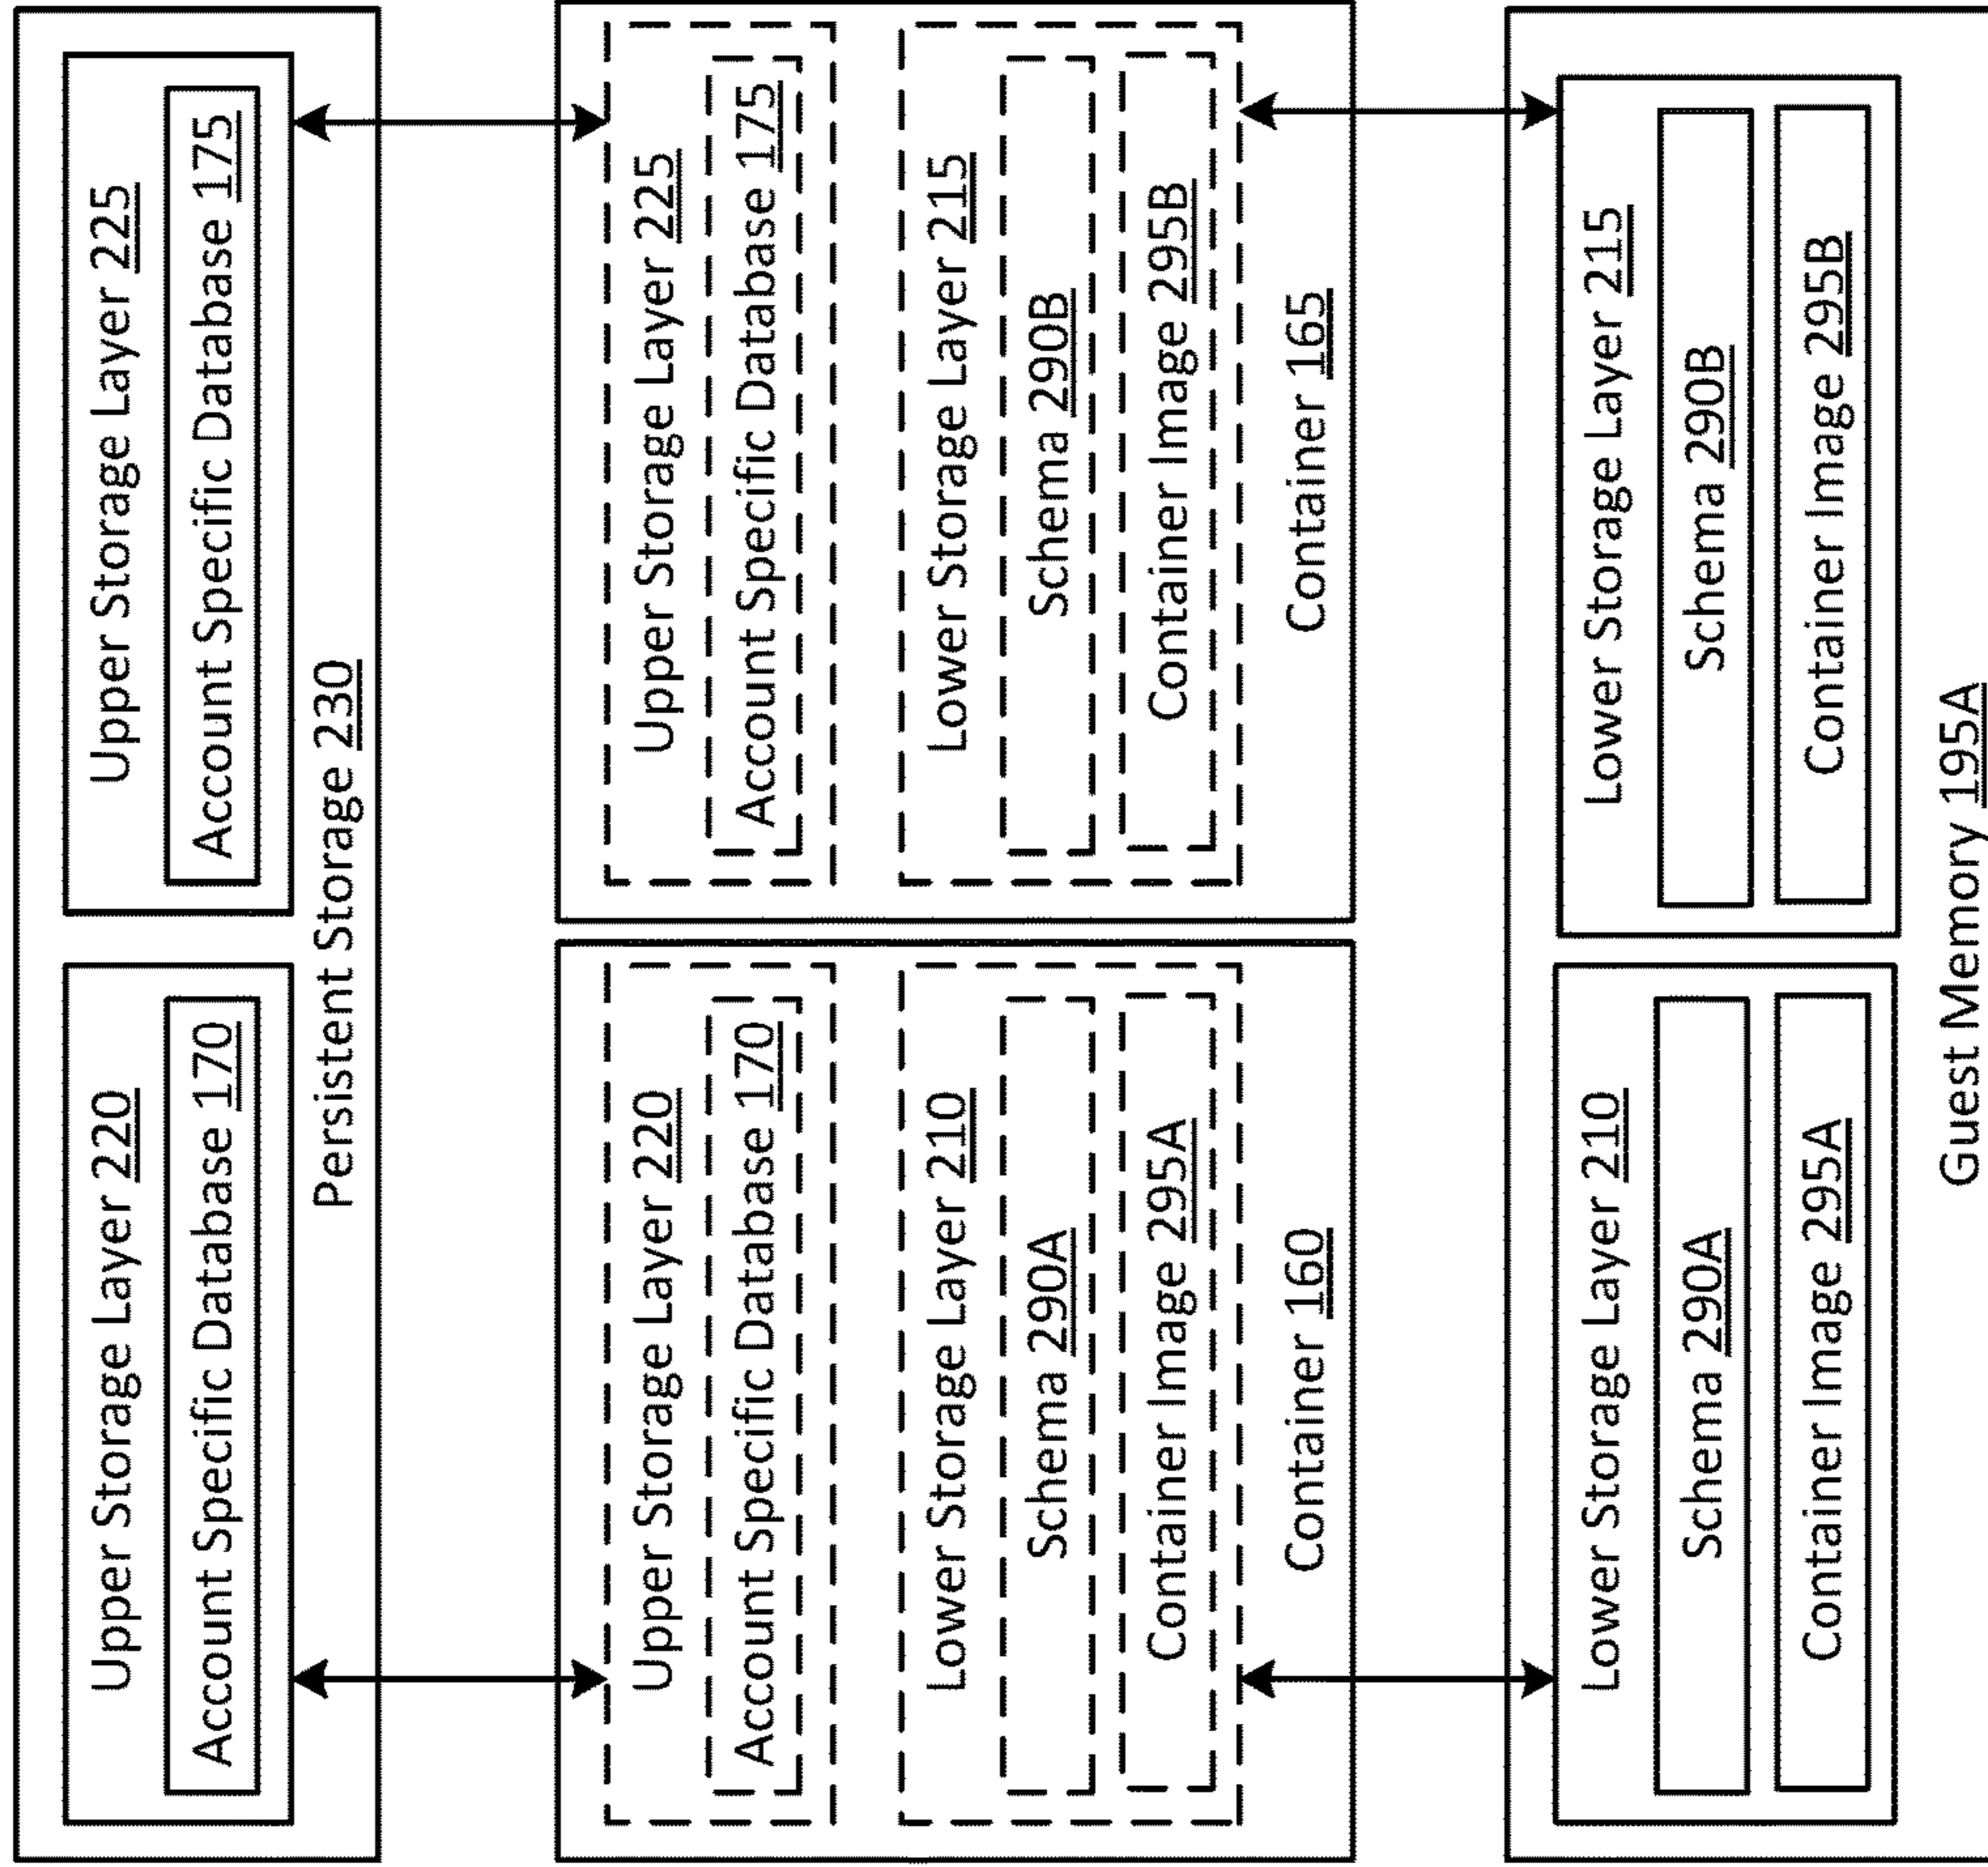 Upper Storage Layer 220
Account Specific Database 170
Upper Storage Layer 225
Account Specific Database 175
Persistent Storage 230
Upper Storage Layer 220
Account Specific Database 170
Lower Storage Layer 210
Schema 290A
Container Image 295A
Container 160
Upper Storage Layer 225
Account Specific Database 175
Lower Storage Layer 215
Schema 290B
Container Image 295B
Container 165
Lower Storage Layer 210
Schema 290A
Container Image 295A
Lower Storage Layer 215
Schema 290B
Container Image 295B
Guest Memory 195A